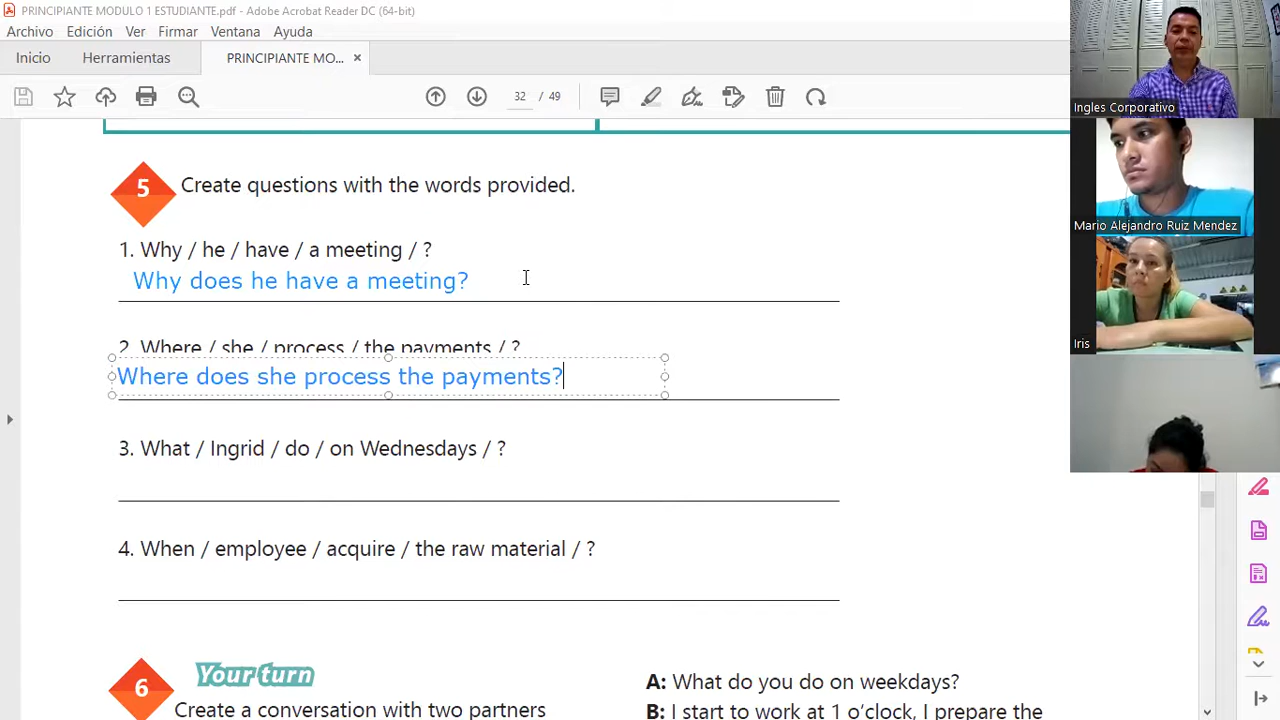 PRINCIPIANTE MODULO 1 ESTUDIANTE.pdf - Adobe Acrobat Reader DC (64-bit)
Archivo Edición Ver Firmar Ventana Ayuda
Inicio Herramientas PRINCIPIANTE MO... ×
32 / 49
5 Create questions with the words provided.
1. Why / he / have / a meeting / ?
Why does he have a meeting?
2. Where / she / process / the payments / ?
Where does she process the payments?
3. What / Ingrid / do / on Wednesdays / ?
4. When / employee / acquire / the raw material / ?
6 Your turn
Create a conversation with two partners
A: What do you do on weekdays?
B: I start to work at 1 o’clock, I prepare the
Ingles Corporativo
Mario Alejandro Ruiz Mendez
Iris